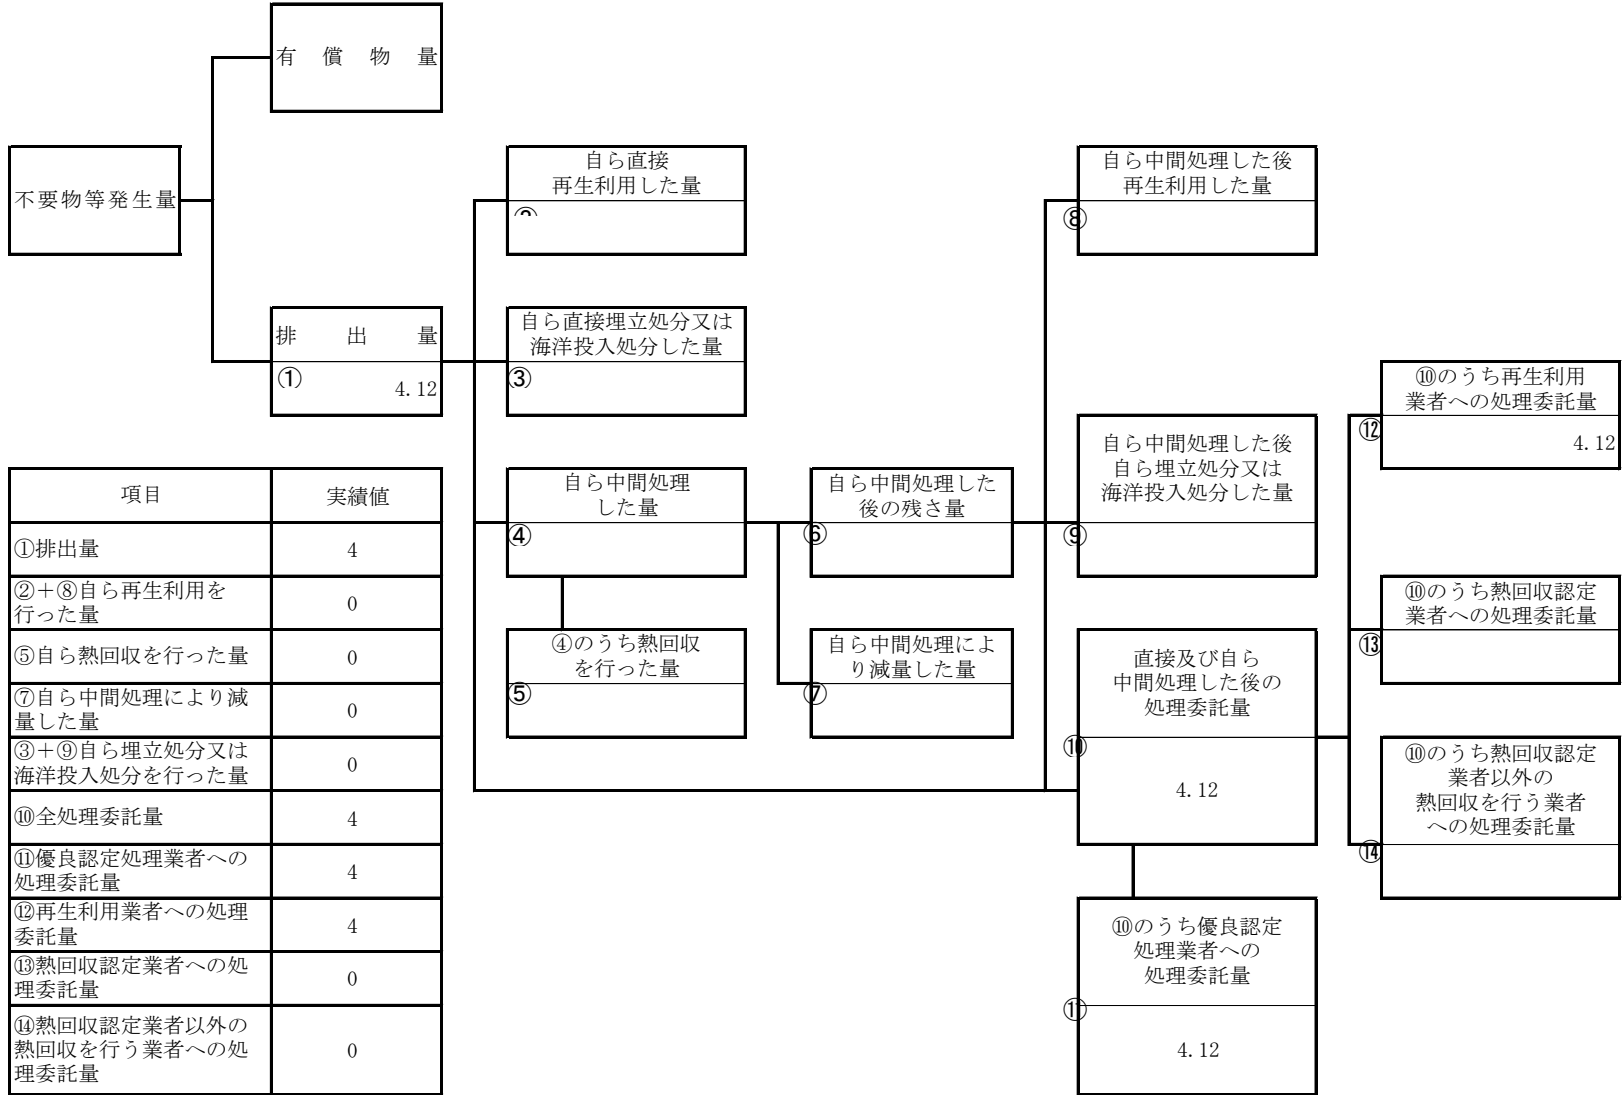 有償物量
不要物等発生量
排出量
① 4.12
自ら直接
再生利用した量
②
自ら直接埋立処分又は
海洋投入処分した量
③
自ら中間処理
した量
④
④のうち熱回収
を行った量
⑤
自ら中間処理した
後の残さ量
⑥
自ら中間処理によ
り減量した量
⑦
自ら中間処理した後
再生利用した量
⑧
自ら中間処理した後
自ら埋立処分又は
海洋投入処分した量
⑨
直接及び自ら
中間処理した後の
処理委託量
⑩
4.12
⑩のうち優良認定
処理業者への
処理委託量
⑪
4.12
⑩のうち再生利用
業者への処理委託量
⑫ 4.12
⑩のうち熱回収認定
業者への処理委託量
⑬
⑩のうち熱回収認定
業者以外の
熱回収を行う業者
への処理委託量
⑭
項目 実績値
①排出量 4
②＋⑧自ら再生利用を
行った量 0
⑤自ら熱回収を行った量 0
⑦自ら中間処理により減
量した量 0
③＋⑨自ら埋立処分又は
海洋投入処分を行った量 0
⑩全処理委託量 4
⑪優良認定処理業者への
処理委託量 4
⑫再生利用業者への処理
委託量 4
⑬熱回収認定業者への処
理委託量 0
⑭熱回収認定業者以外の
熱回収を行う業者への処 0
理委託量